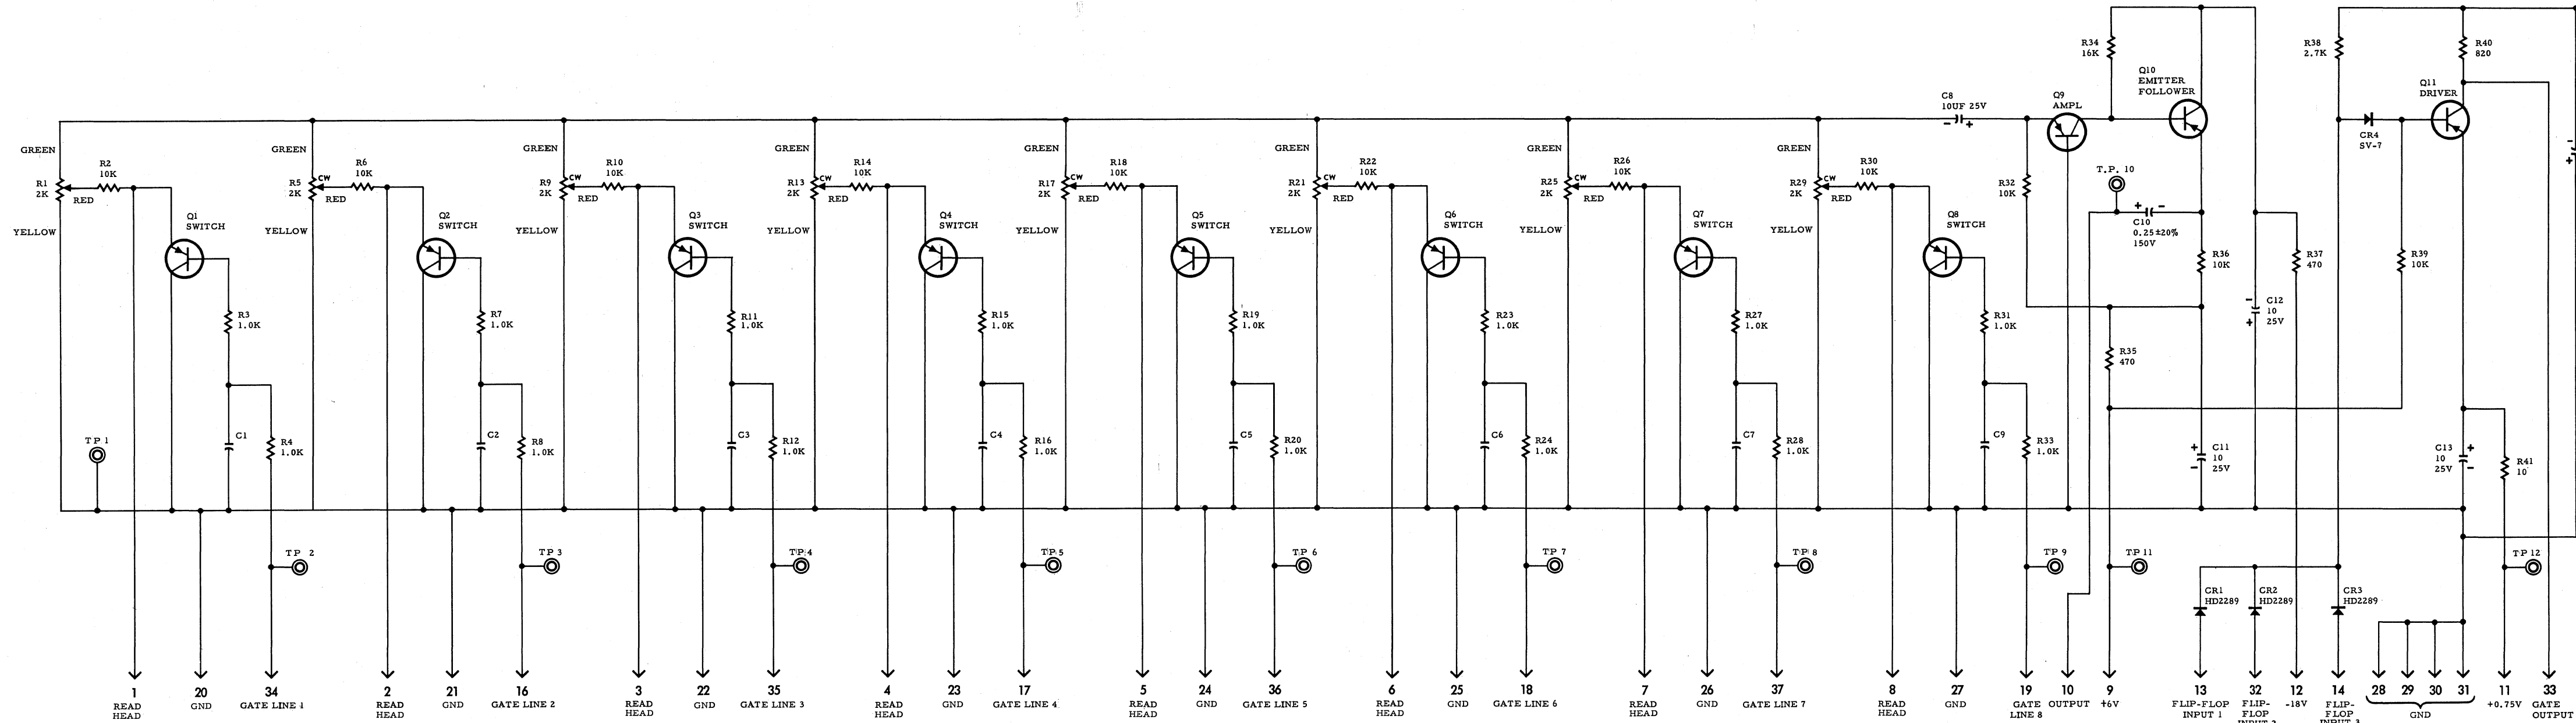 GREEN
R1
2K
R2
10K
RED
YELLOW
Q1
SWITCH
R3
1.0K
C1
R4
1.0K
TP 1
TP 2
1
READ
HEAD
20
GND
34
GATE LINE 1
GREEN
R5
2K
CW
R6
10K
RED
YELLOW
Q2
SWITCH
R7
1.0K
C2
R8
1.0K
TP 3
2
READ
HEAD
21
GND
16
GATE LINE 2
GREEN
R9
2K
CW
R10
10K
RED
YELLOW
Q3
SWITCH
R11
1.0K
C3
R12
1.0K
TP 4
3
READ
HEAD
22
GND
35
GATE LINE 3
GREEN
R13
2K
CW
R14
10K
RED
YELLOW
Q4
SWITCH
R15
1.0K
C4
R16
1.0K
TP 5
4
READ
HEAD
23
GND
17
GATE LINE 4
GREEN
R17
2K
CW
R18
10K
RED
YELLOW
Q5
SWITCH
R19
1.0K
C5
R20
1.0K
TP 6
5
READ
HEAD
24
GND
36
GATE LINE 5
GREEN
R21
2K
CW
R22
10K
RED
YELLOW
Q6
SWITCH
R23
1.0K
C6
R24
1.0K
TP 7
6
READ
HEAD
25
GND
18
GATE LINE 6
GREEN
R25
2K
CW
R26
10K
RED
YELLOW
Q7
SWITCH
R27
1.0K
C7
R28
1.0K
TP 8
7
READ
HEAD
26
GND
37
GATE LINE 7
GREEN
R29
2K
CW
R30
10K
RED
YELLOW
Q8
SWITCH
R31
1.0K
C9
R33
1.0K
TP 9
8
READ
HEAD
27
GND
19
GATE
LINE 8
C8
10UF 25V
- +
Q9
AMPL
R34
16K
Q10
EMITTER
FOLLOWER
R32
10K
T.P. 10
+ -
C10
0.25±20%
150V
R36
10K
R35
470
C12
10
25V
-
+
R37
470
C11
10
25V
+
-
TP 11
10
OUTPUT
9
+6V
CR1
HD2289
CR2
HD2289
CR3
HD2289
13
FLIP-FLOP
INPUT 1
32
FLIP-
FLOP
INPUT 2
12
-18V
14
FLIP-
FLOP
INPUT 3
R38
2.7K
R40
820
Q11
DRIVER
CR4
SV-7
R39
10K
C13
10
25V
+
-
R41
10
TP 12
28
29
30
31
GND
11
+0.75V
33
GATE
OUTPUT
-
+